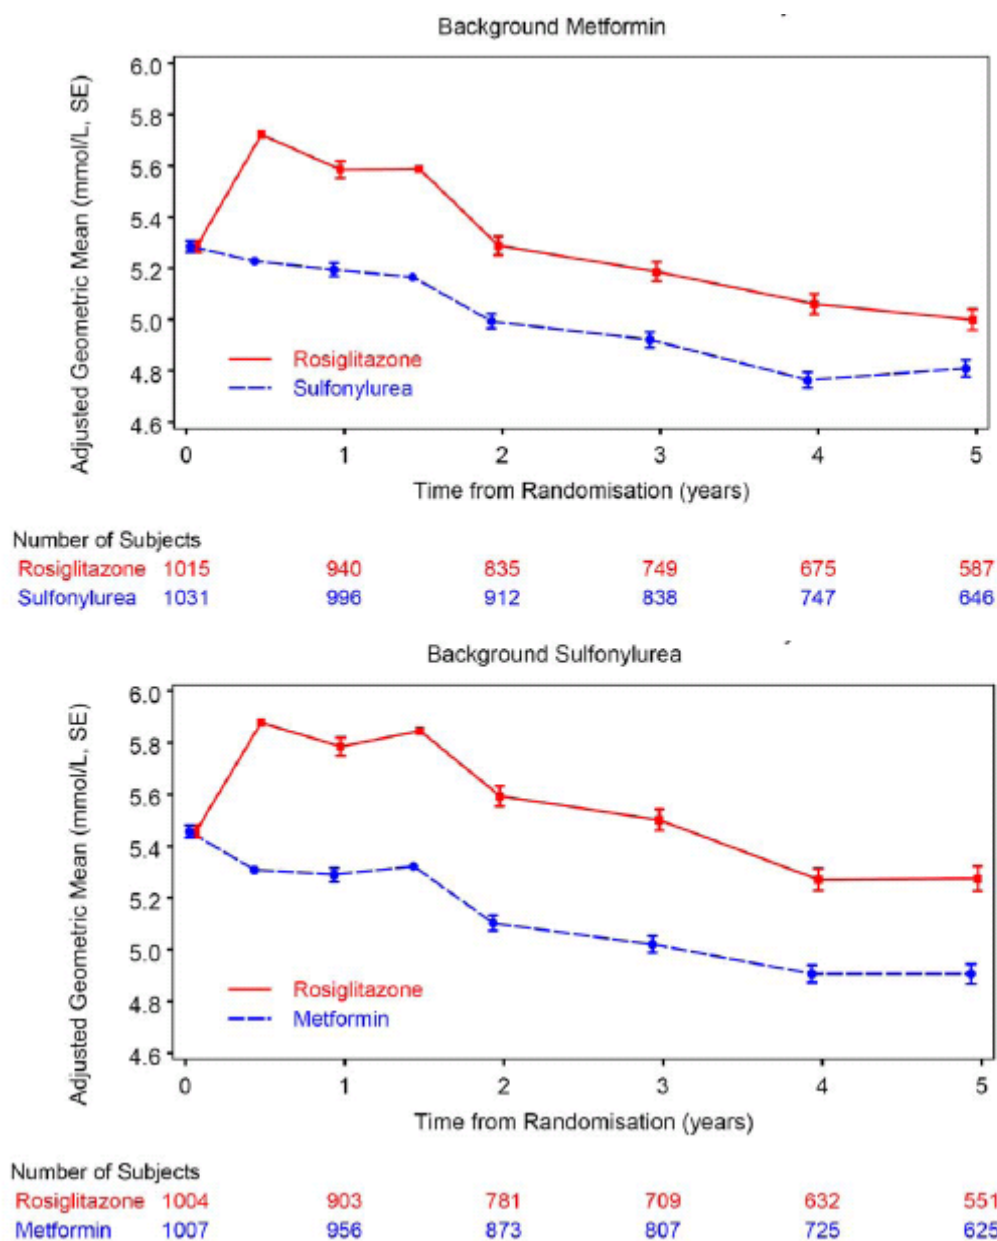 Background Metformin
Adjusted Geometric Mean (mmol/L, SE)
6.0
5.8
5.6
5.4
5.2
5.0
4.8
4.6
Rosiglitazone
Sulfonylurea
0 1 2 3 4 5
Time from Randomisation (years)
Number of Subjects
Rosiglitazone 1015 940 835 749 675 587
Sulfonylurea 1031 996 912 838 747 646
Background Sulfonylurea
Adjusted Geometric Mean (mmol/L, SE)
6.0
5.8
5.6
5.4
5.2
5.0
4.8
4.6
Rosiglitazone
Metformin
0 1 2 3 4 5
Time from Randomisation (years)
Number of Subjects
Rosiglitazone 1004 903 781 709 632 551
Metformin 1007 956 873 807 725 625